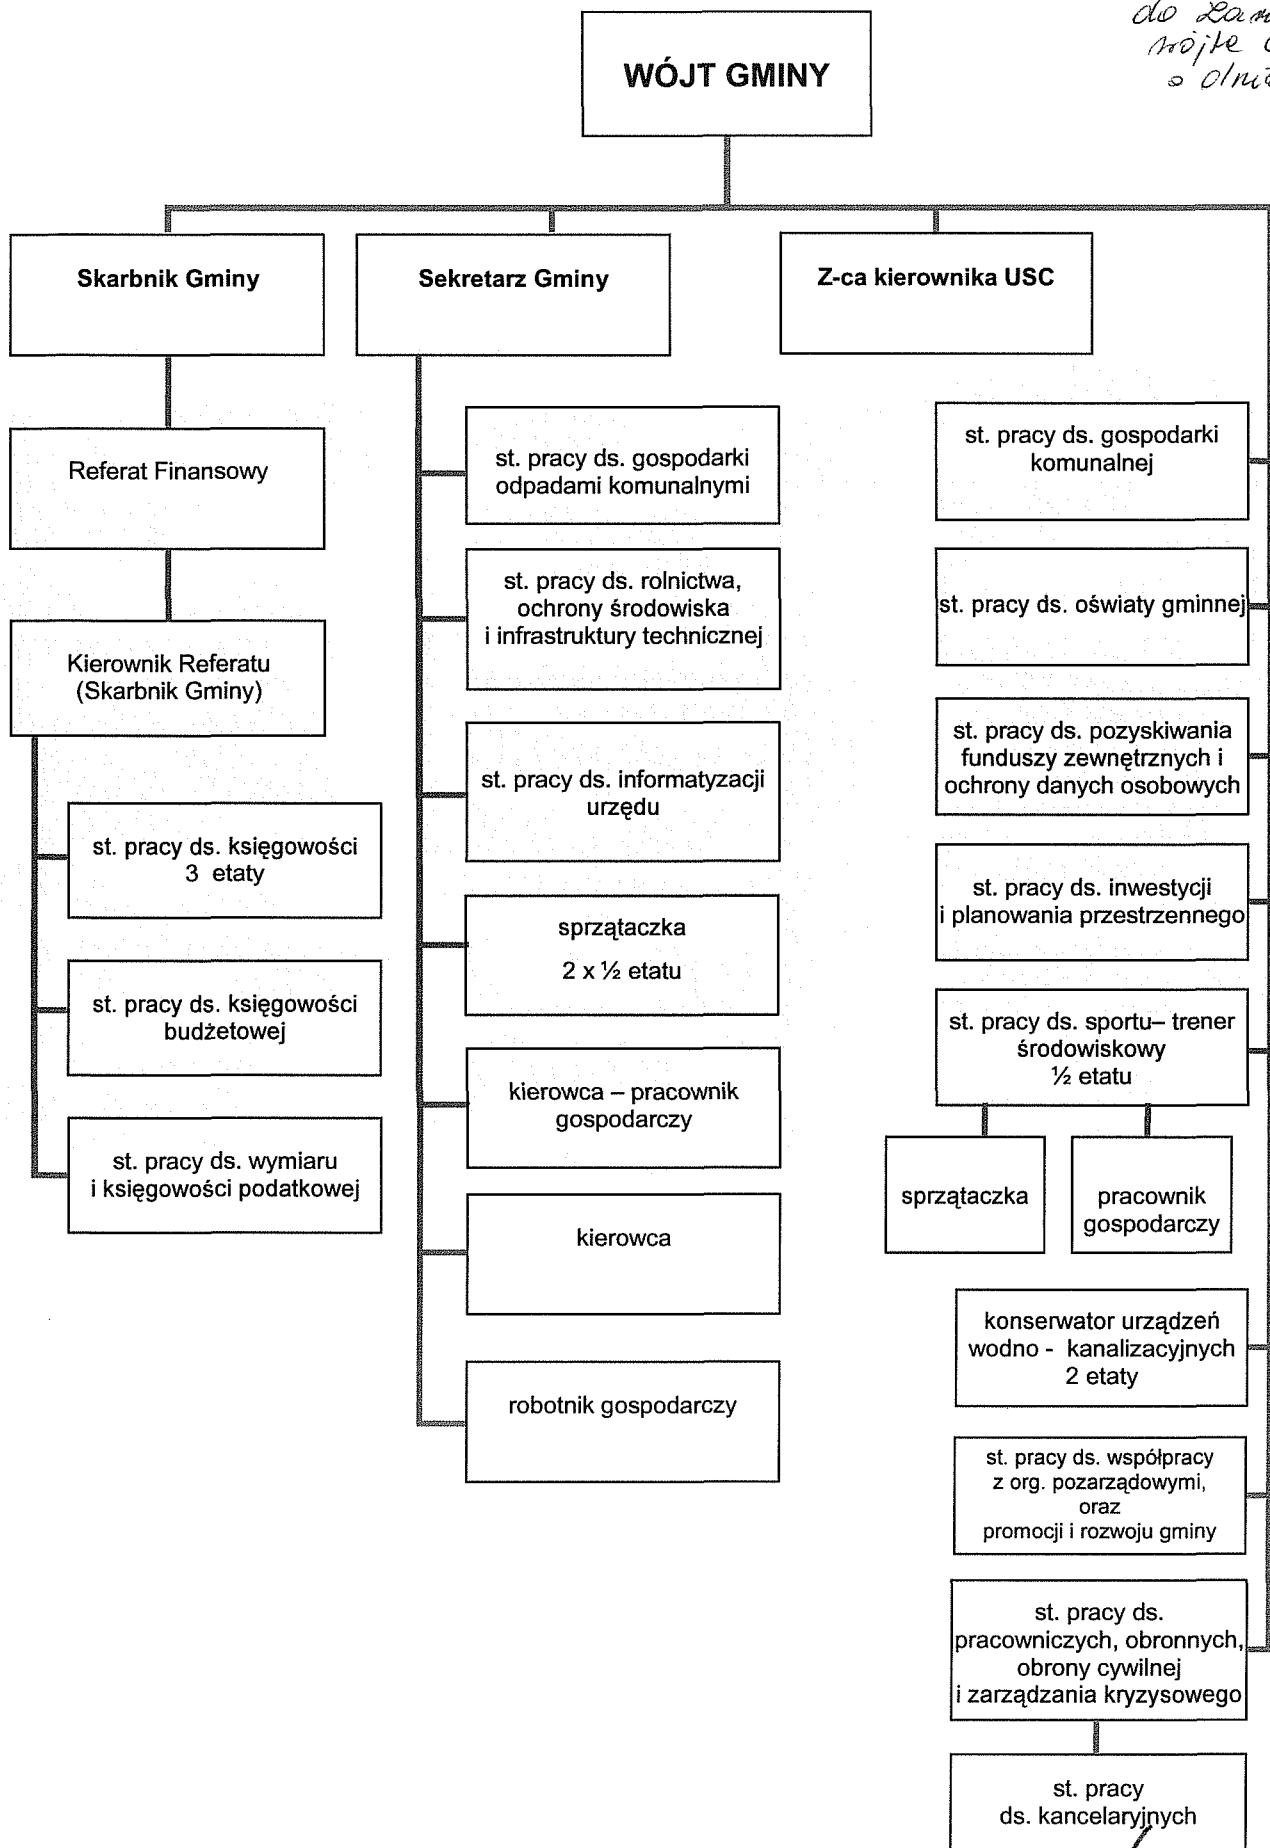 do
WÓJT GMINY
Skarbnik Gminy
Referat Finansowy
Kierownik Referatu
(Skarbnik Gminy)
st. pracy ds. księgowości
3 etaty
st. pracy ds. księgowości
budżetowej
st. pracy ds. wymiaru
i księgowości podatkowej
Sekretarz Gminy
st. pracy ds. gospodarki
odpadami komunalnymi
st. pracy ds. rolnictwa,
ochrony środowiska
i infrastruktury technicznej
st. pracy ds. informatyzacji
urzędu
sprzątaczka
2 x ½ etatu
kierowca – pracownik
gospodarczy
kierowca
robotnik gospodarczy
Z-ca kierownika USC
st. pracy ds. gospodarki
komunalnej
st. pracy ds. oświaty gminnej
st. pracy ds. pozyskiwania
funduszy zewnętrznych i
ochrony danych osobowych
st. pracy ds. inwestycji
i planowania przestrzennego
st. pracy ds. sportu– trener
środowiskowy
½ etatu
sprzątaczka
pracownik
gospodarczy
konserwator urządzeń
wodno - kanalizacyjnych
2 etaty
st. pracy ds. współpracy
z org. pozarządowymi,
oraz
promocji i rozwoju gminy
st. pracy ds.
pracowniczych, obronnych,
obrony cywilnej
i zarządzania kryzysowego
st. pracy
ds. kancelaryjnych